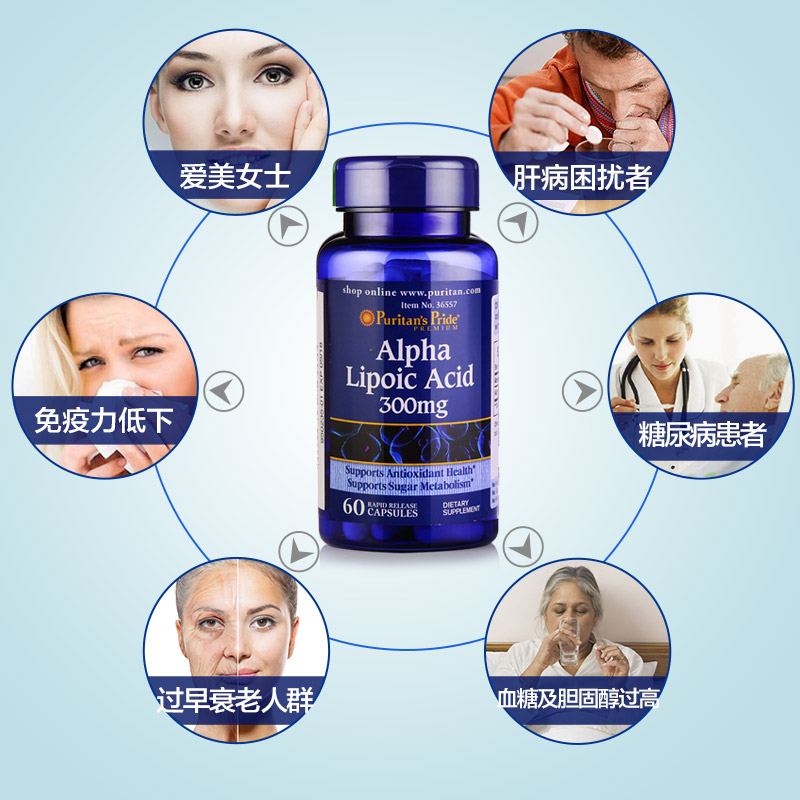 爱美女士
肝病困扰者
shop online www.puritan.com
Item No. 36557
Puritan's Pride®
PREMIUM
Alpha
Lipoic Acid
300mg
免疫力低下
糖尿病患者
Supports Antioxidant Health*
Supports Sugar Metabolism*
60 RAPID RELEASE
CAPSULES
DIETARY
SUPPLEMENT
过早衰老人群
血糖及胆固醇过高